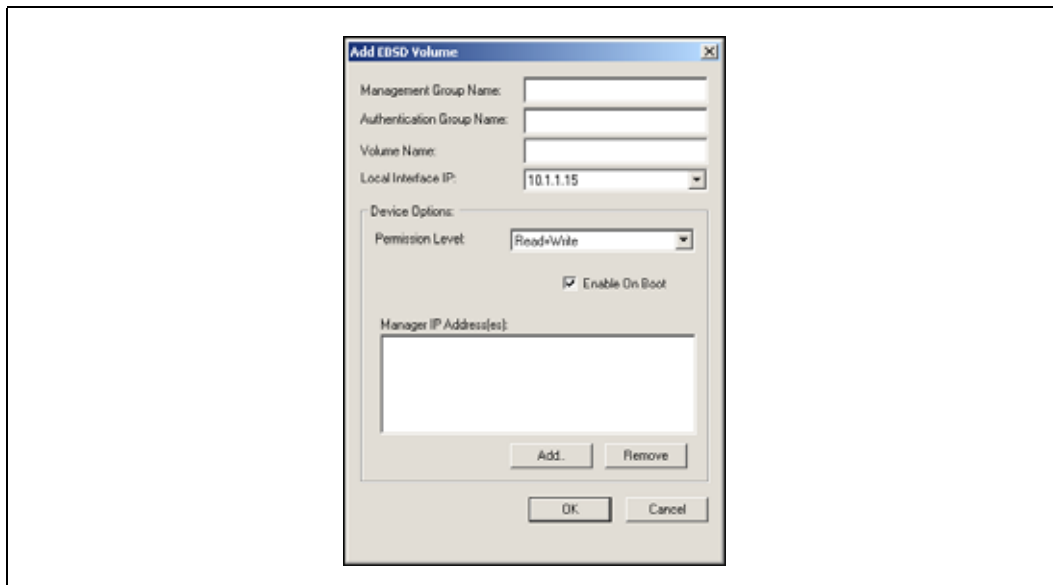 Add EBSD Volume
Management Group Name:
Authentication Group Name:
Volume Name:
Local Interface IP:
10.1.1.15
Device Options:
Permission Level:
Read+Write
Enable On Boot
Manager IP Address(es):
Add..
Remove
OK
Cancel